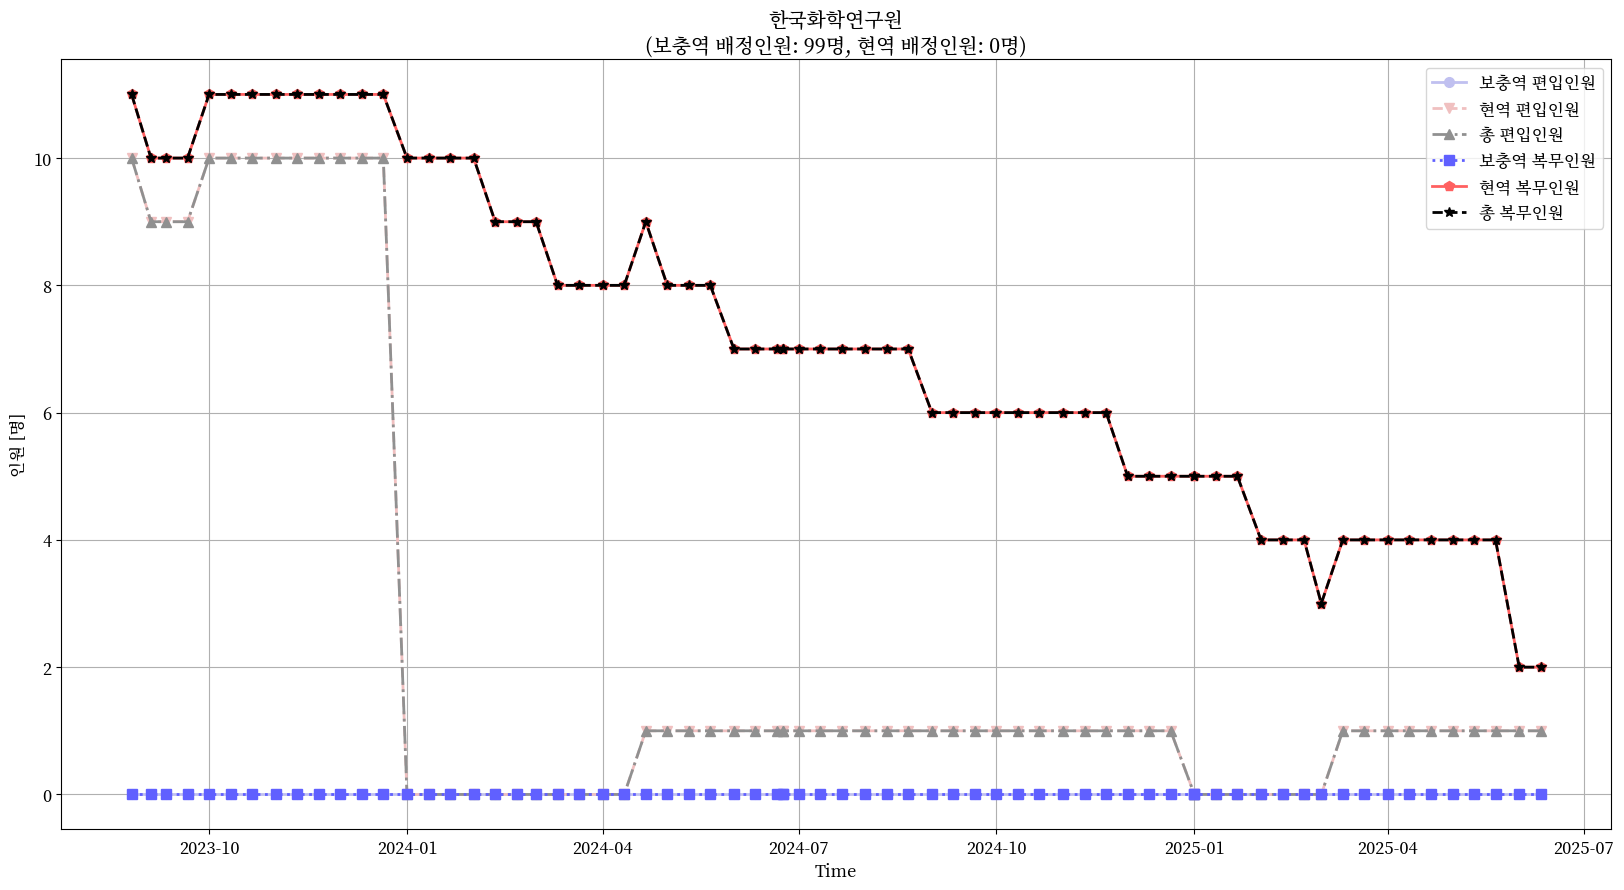 한국화학연구원
(보충역 배정인원: 99명, 현역 배정인원: 0명)
보충역 편입인원
현역 편입인원
총 편입인원
보충역 복무인원
현역 복무인원
총 복무인원
인원 [명]
10
8
6
4
2
0
2023-10
2024-01
2024-04
2024-07
2024-10
2025-01
2025-04
2025-07
Time